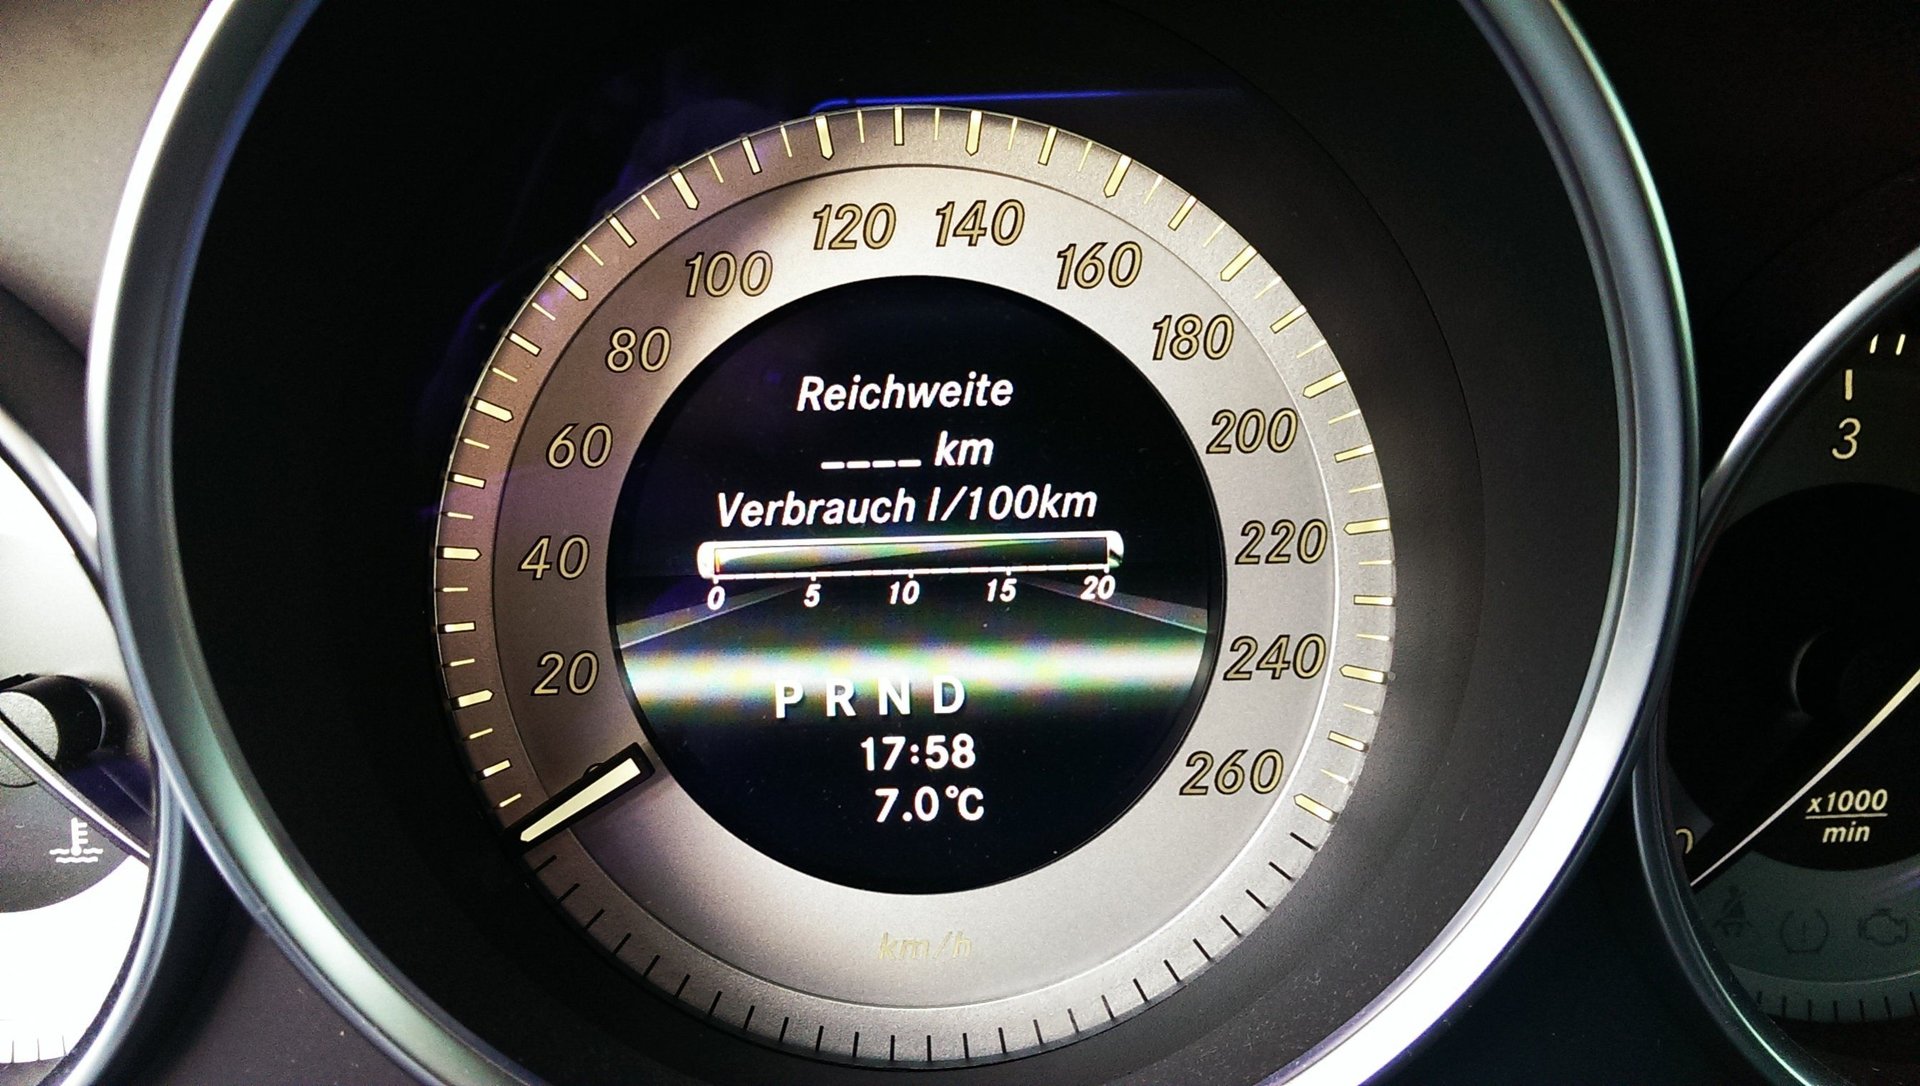 20
40
60
80
100
120
140
160
180
200
220
240
260
Reichweite
____ km
Verbrauch l/100km
0 5 10 15 20
P R N D
17:58
7.0°C
km/h
3
0
x1000
min